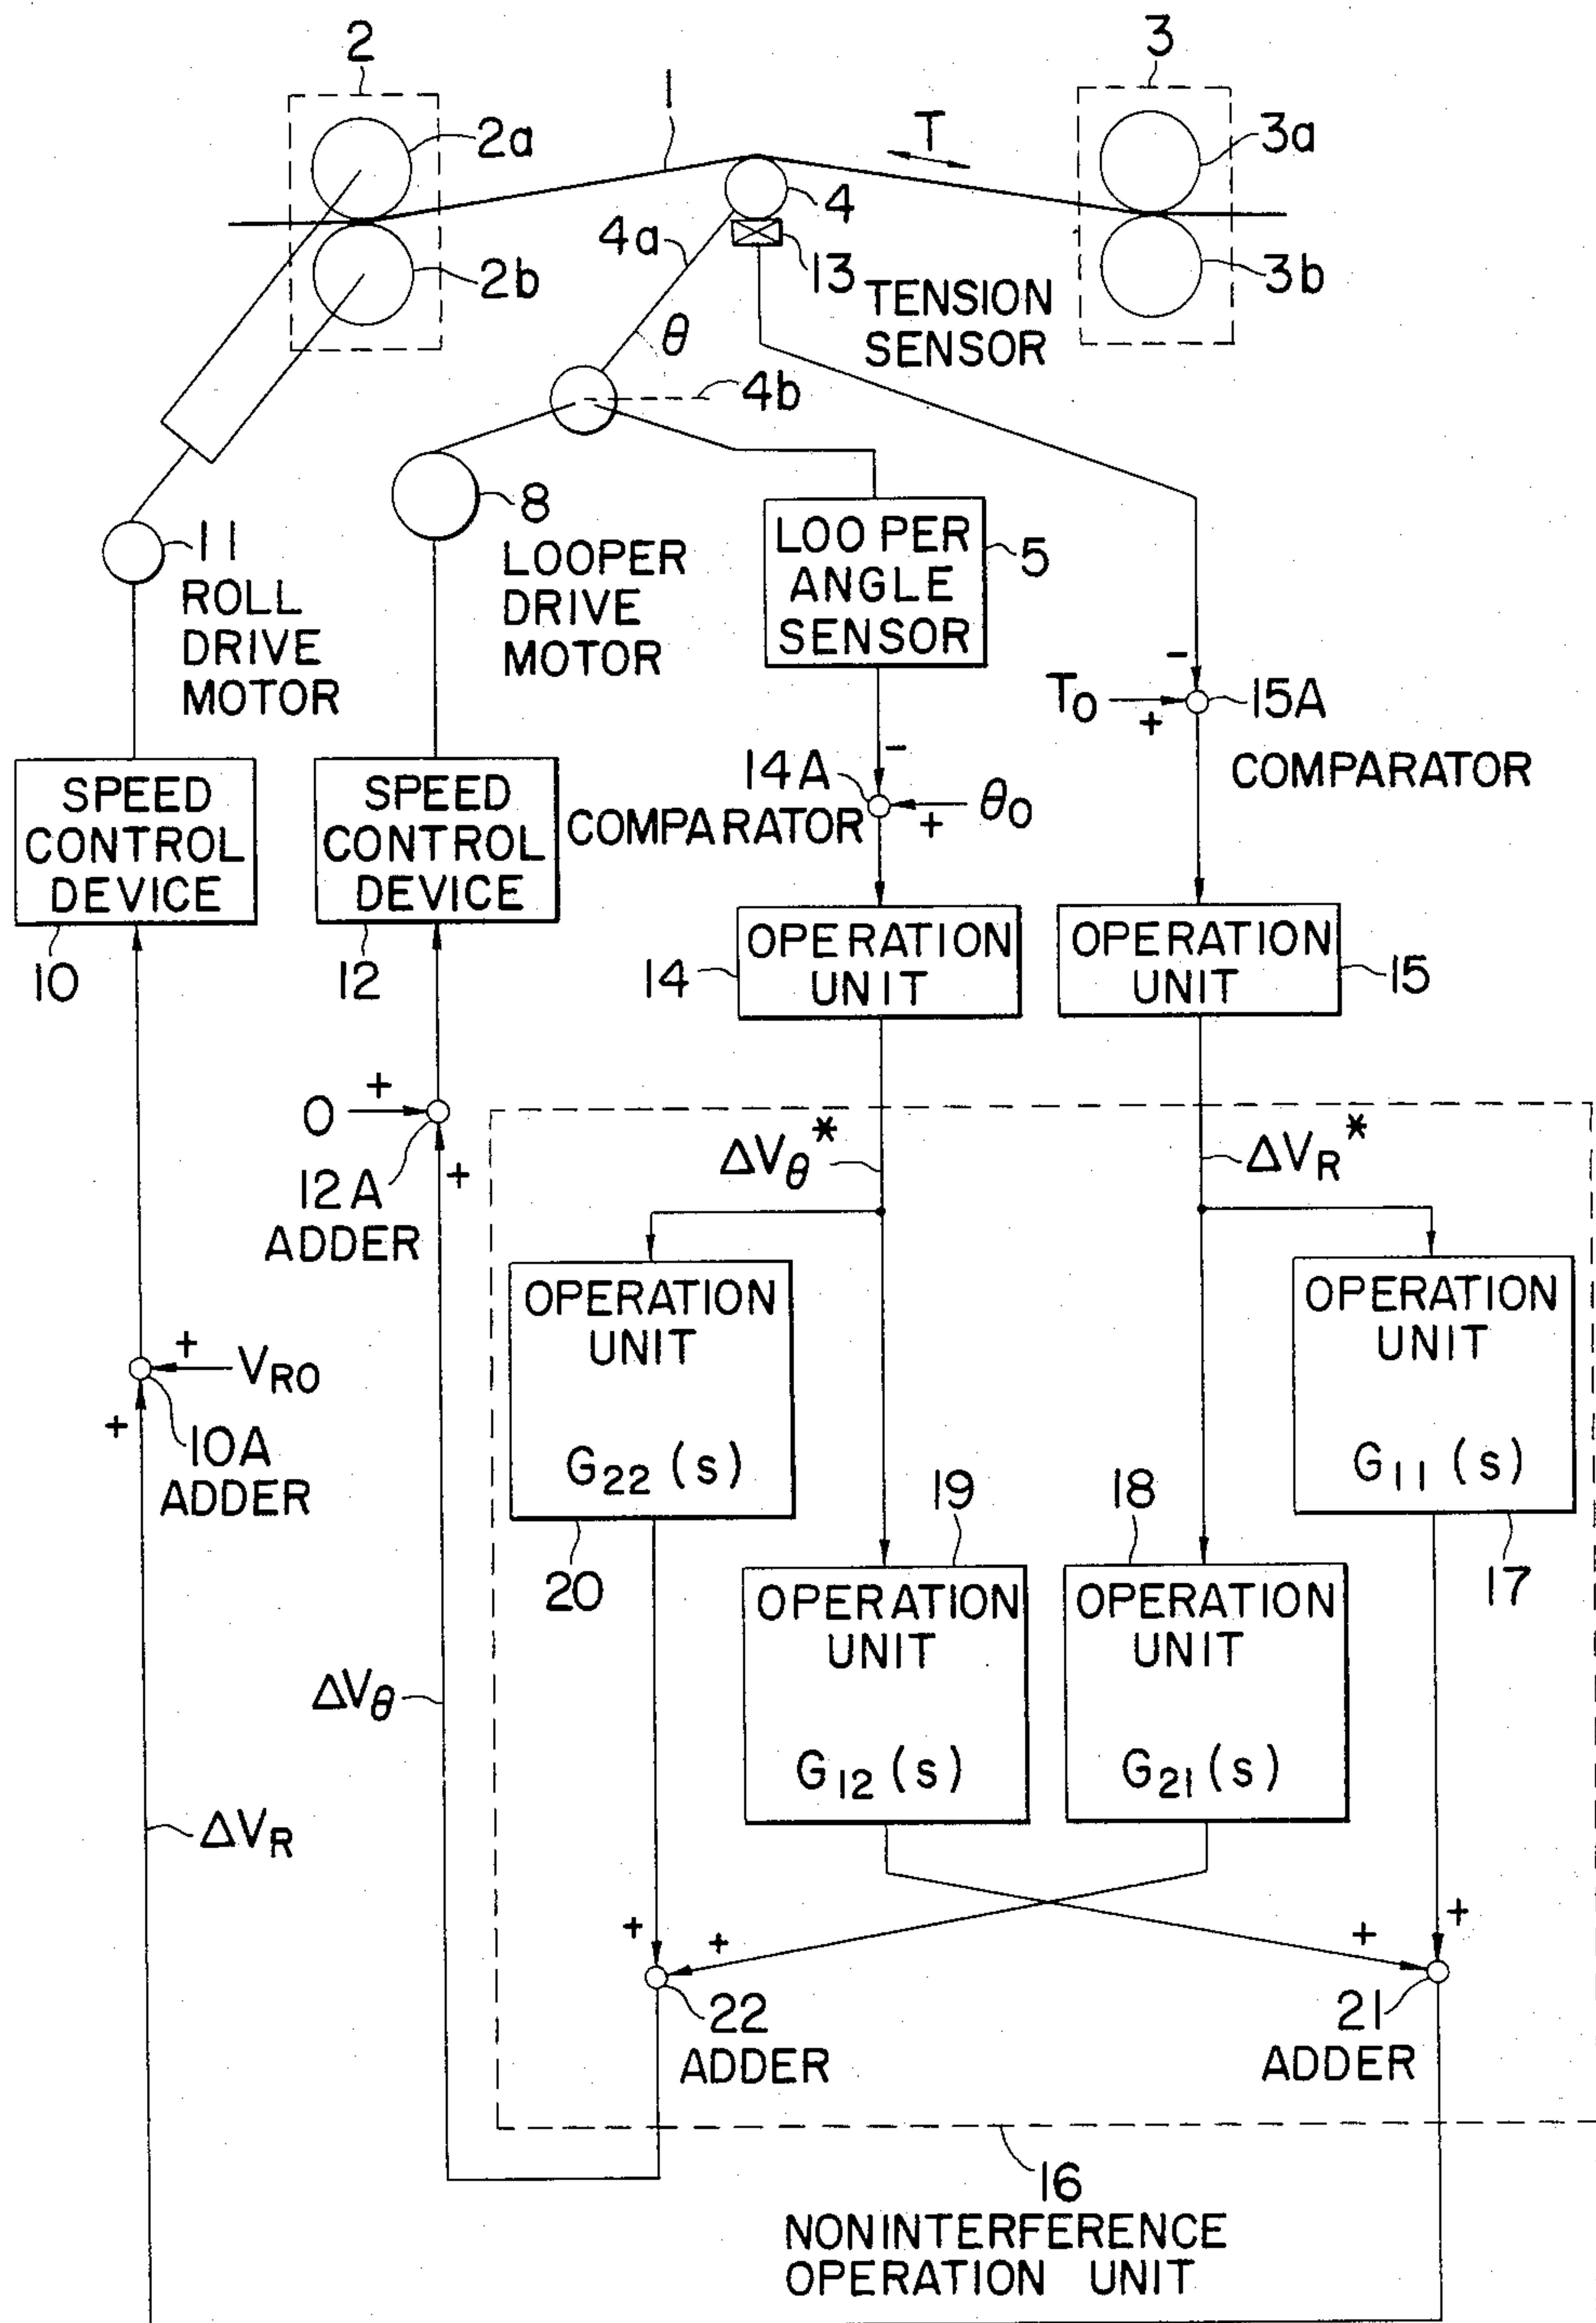 2
3
1
2a
T
3a
4
4a
2b
13
3b
TENSION
SENSOR
θ
4b
8
11
LOOPER
DRIVE
MOTOR
LOOPER
ANGLE
SENSOR
5
ROLL
DRIVE
MOTOR
-
T0
+
15A
COMPARATOR
-
14A
COMPARATOR
+
θ0
SPEED
CONTROL
DEVICE
10
SPEED
CONTROL
DEVICE
12
OPERATION
UNIT
14
OPERATION
UNIT
15
+
0
12A
ADDER
+
ΔVθ*
ΔVR*
OPERATION
UNIT
G22 (s)
20
OPERATION
UNIT
G11 (s)
17
+
VR0
+
10A
ADDER
19
OPERATION
UNIT
G12 (s)
18
OPERATION
UNIT
G21 (s)
ΔVθ
ΔVR
+
+
+
+
22
ADDER
21
ADDER
16
NONINTERFERENCE
OPERATION UNIT